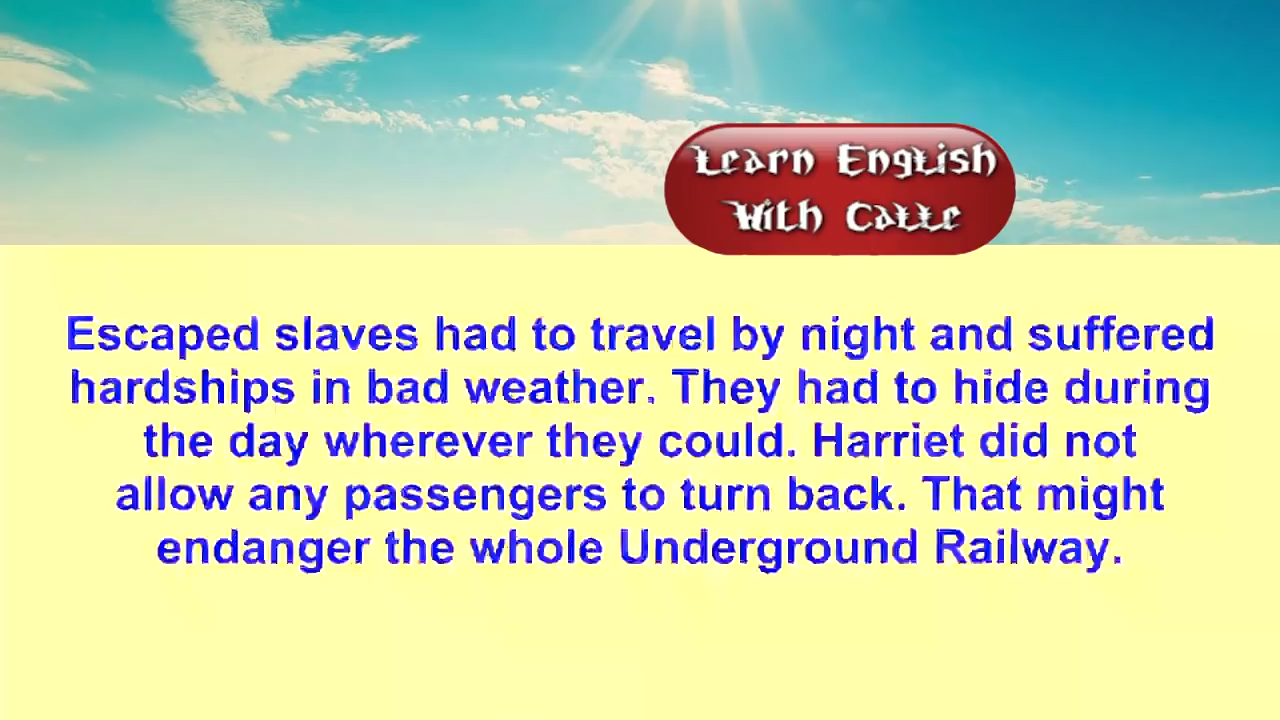 Learn English
With Calle
Escaped slaves had to travel by night and suffered
hardships in bad weather. They had to hide during
the day wherever they could. Harriet did not
allow any passengers to turn back. That might
endanger the whole Underground Railway.